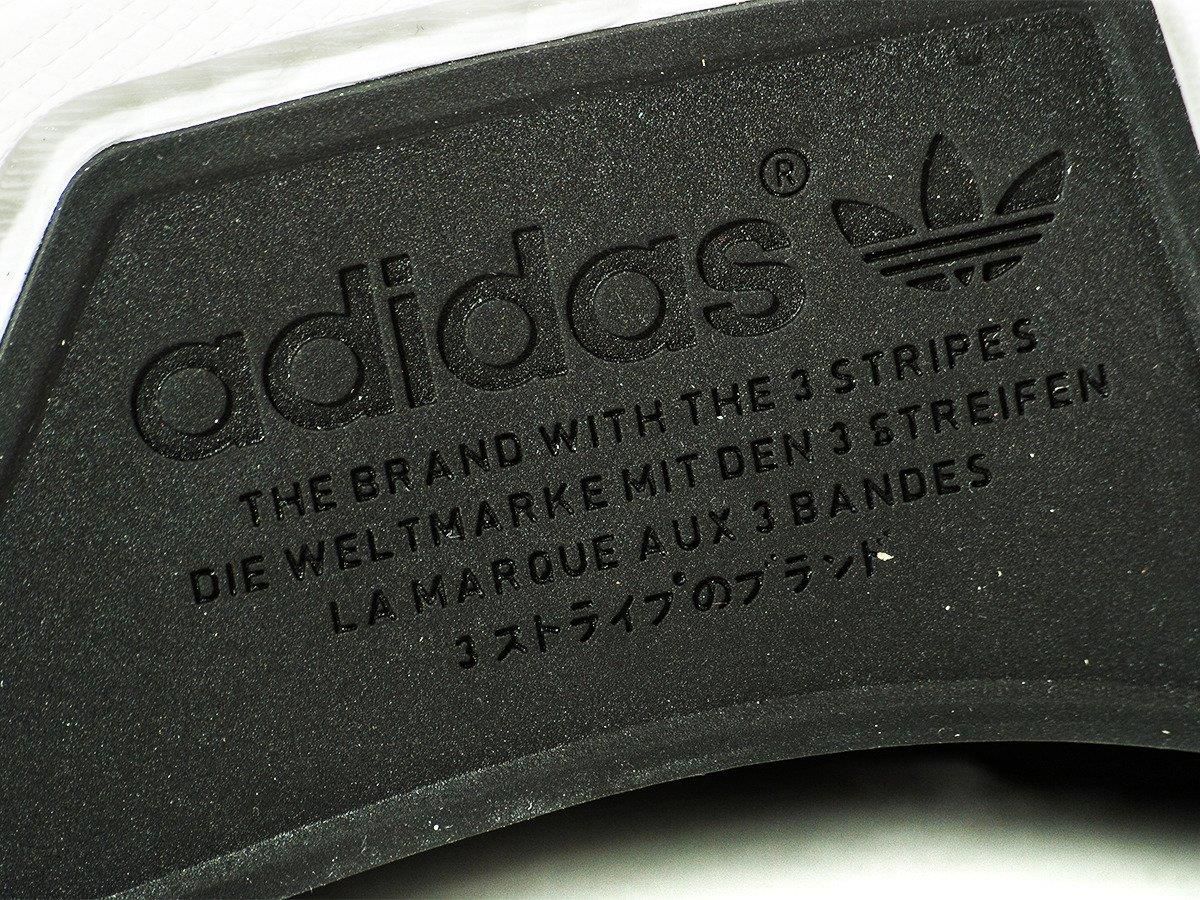 adidas®
THE BRAND WITH THE 3 STRIPES
DIE WELTMARKE MIT DEN 3 STREIFEN
LA MARQUE AUX 3 BANDES
3ストライプのブランド